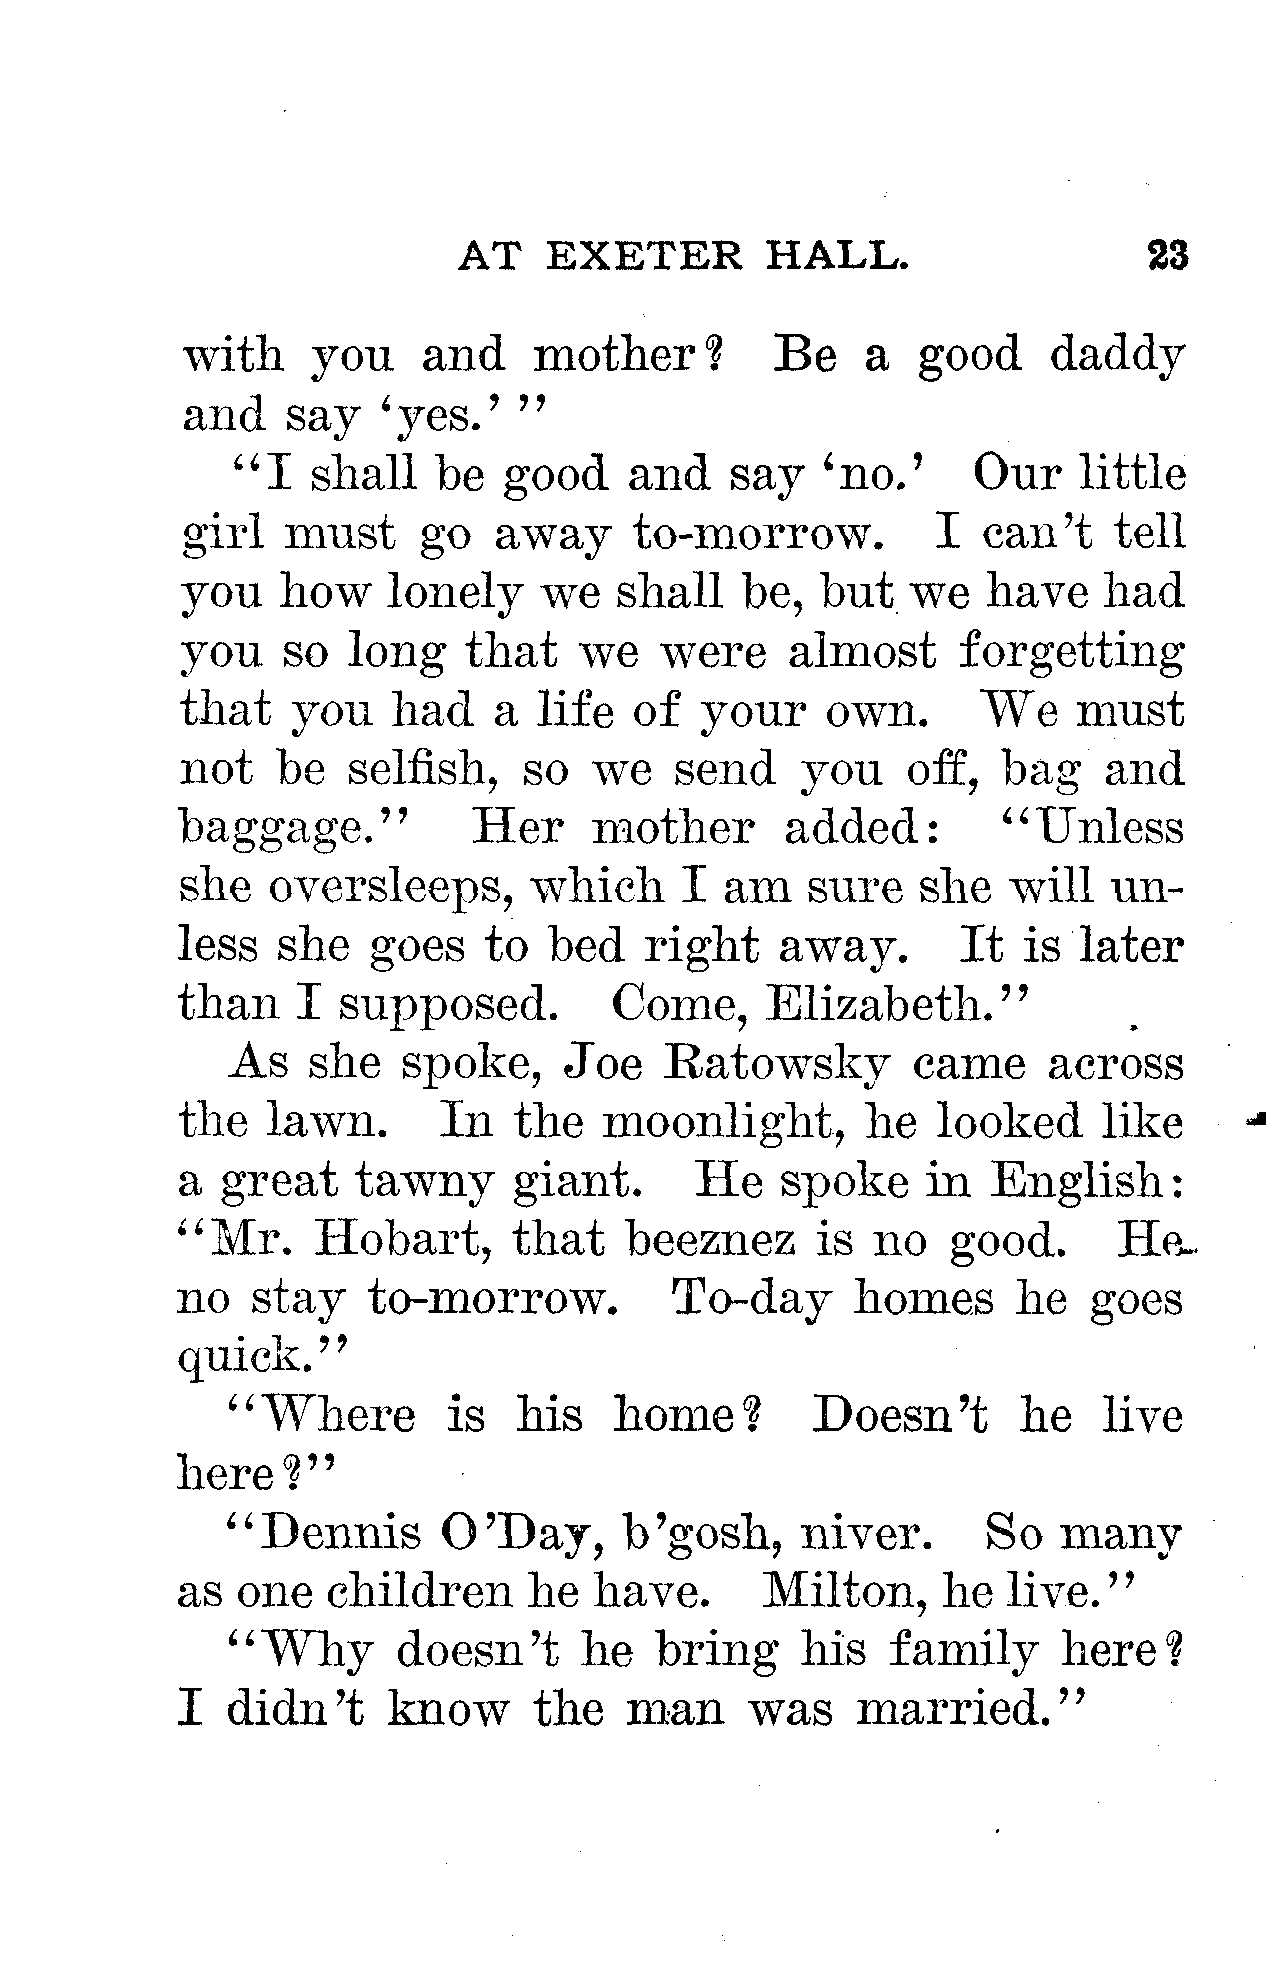 AT EXETER HALL. 23
with you and mother? Be a good daddy
and say 'yes.' "
"I shall be good and say 'no.' Our little
girl must go away to-morrow. I can't tell
you how lonely we shall be, but we have had
you so long that we were almost forgetting
that you had a life of your own. We must
not be selfish, so we send you off, bag and
baggage." Her mother added: "Unless
she oversleeps, which I am sure she will un-
less she goes to bed right away. It is later
than I supposed. Come, Elizabeth."
As she spoke, Joe Ratowsky came across
the lawn. In the moonlight, he looked like
a great tawny giant. He spoke in English:
"Mr. Hobart, that beeznez is no good. He
no stay to-morrow. To-day homes he goes
quick."
"Where is his home? Doesn't he live
here?"
"Dennis O'Day, b'gosh, niver. So many
as one children he have. Milton, he live."
"Why doesn't he bring his family here?
I didn't know the man was married."